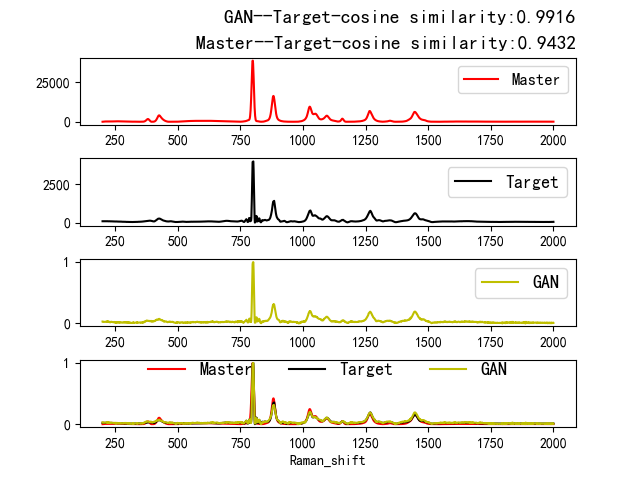 GAN--Target-cosine similarity:0.9916
Master--Target-cosine similarity:0.9432
25000
0
Master
250 500 750 1000 1250 1500 1750 2000
2500
0
Target
250 500 750 1000 1250 1500 1750 2000
1
0
GAN
250 500 750 1000 1250 1500 1750 2000
1
0
Master Target GAN
250 500 750 1000 1250 1500 1750 2000
Raman_shift